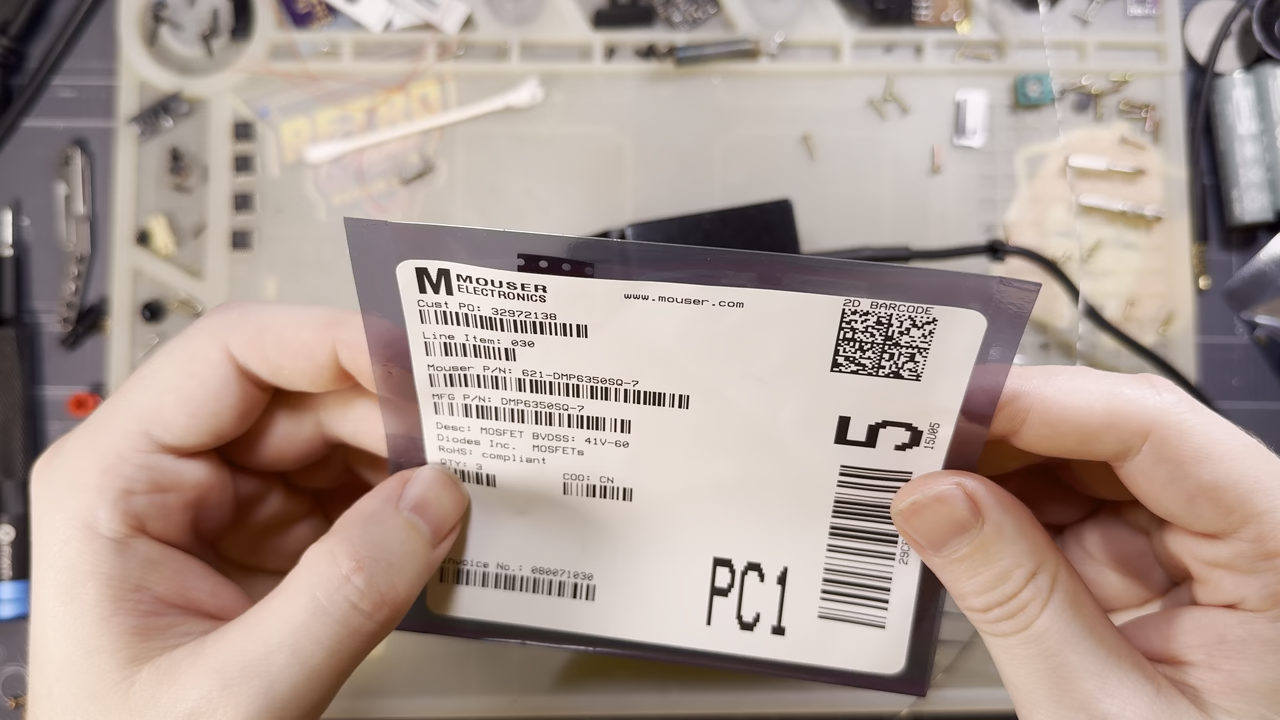 RETRO
M MOUSER
ELECTRONICS
www.mouser.com
2D BARCODE
Cust PO: 32972138
Line Item: 030
Mouser P/N: 621-DMP6350SQ-7
MFG P/N: DMP6350SQ-7
Desc: MOSFET BVDSS: 41V-60
Diodes Inc. MOSFETs
RoHS: compliant
QTY: 3
COO: CN
Invoice No.: 080071030
PC1
5
15U05